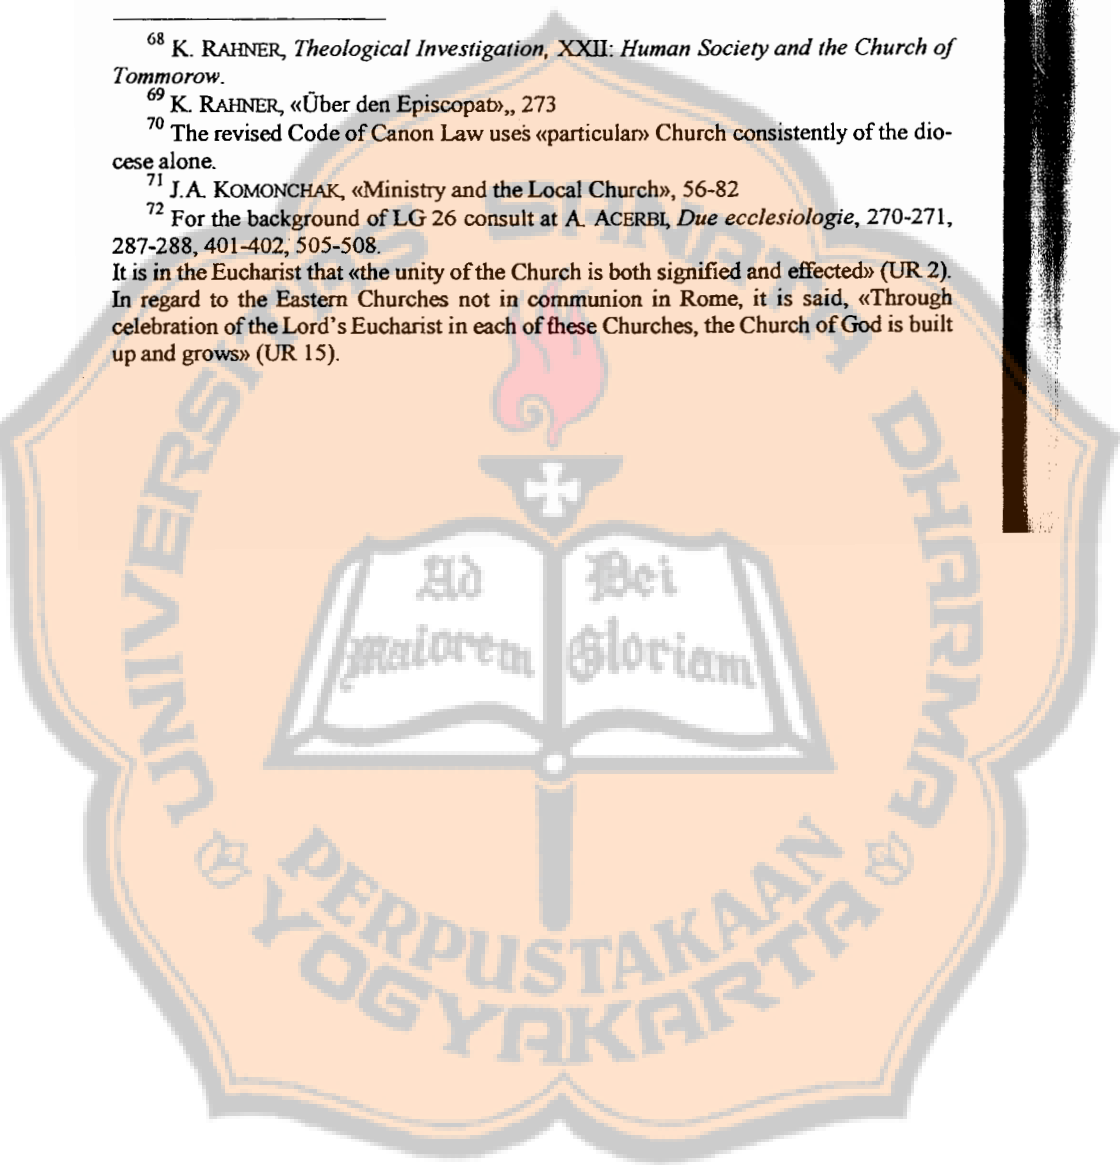 68 K. RAHNER, Theological Investigation, XXII: Human Society and the Church of
Tommorow.
69 K. RAHNER, «Über den Episcopat»,, 273
70 The revised Code of Canon Law uses «particular» Church consistently of the dio-
cese alone.
71 J.A. KOMONCHAK, «Ministry and the Local Church», 56-82
72 For the background of LG 26 consult at A. ACERBI, Due ecclesiologie, 270-271,
287-288, 401-402, 505-508.
It is in the Eucharist that «the unity of the Church is both signified and effected» (UR 2).
In regard to the Eastern Churches not in communion in Rome, it is said, «Through
celebration of the Lord's Eucharist in each of these Churches, the Church of God is built
up and grows» (UR 15).
UNIVERSITAS SANATA DHARMA
Ad
Dei
maiorem
Gloriam
PERPUSTAKAAN
YOGYAKARTA